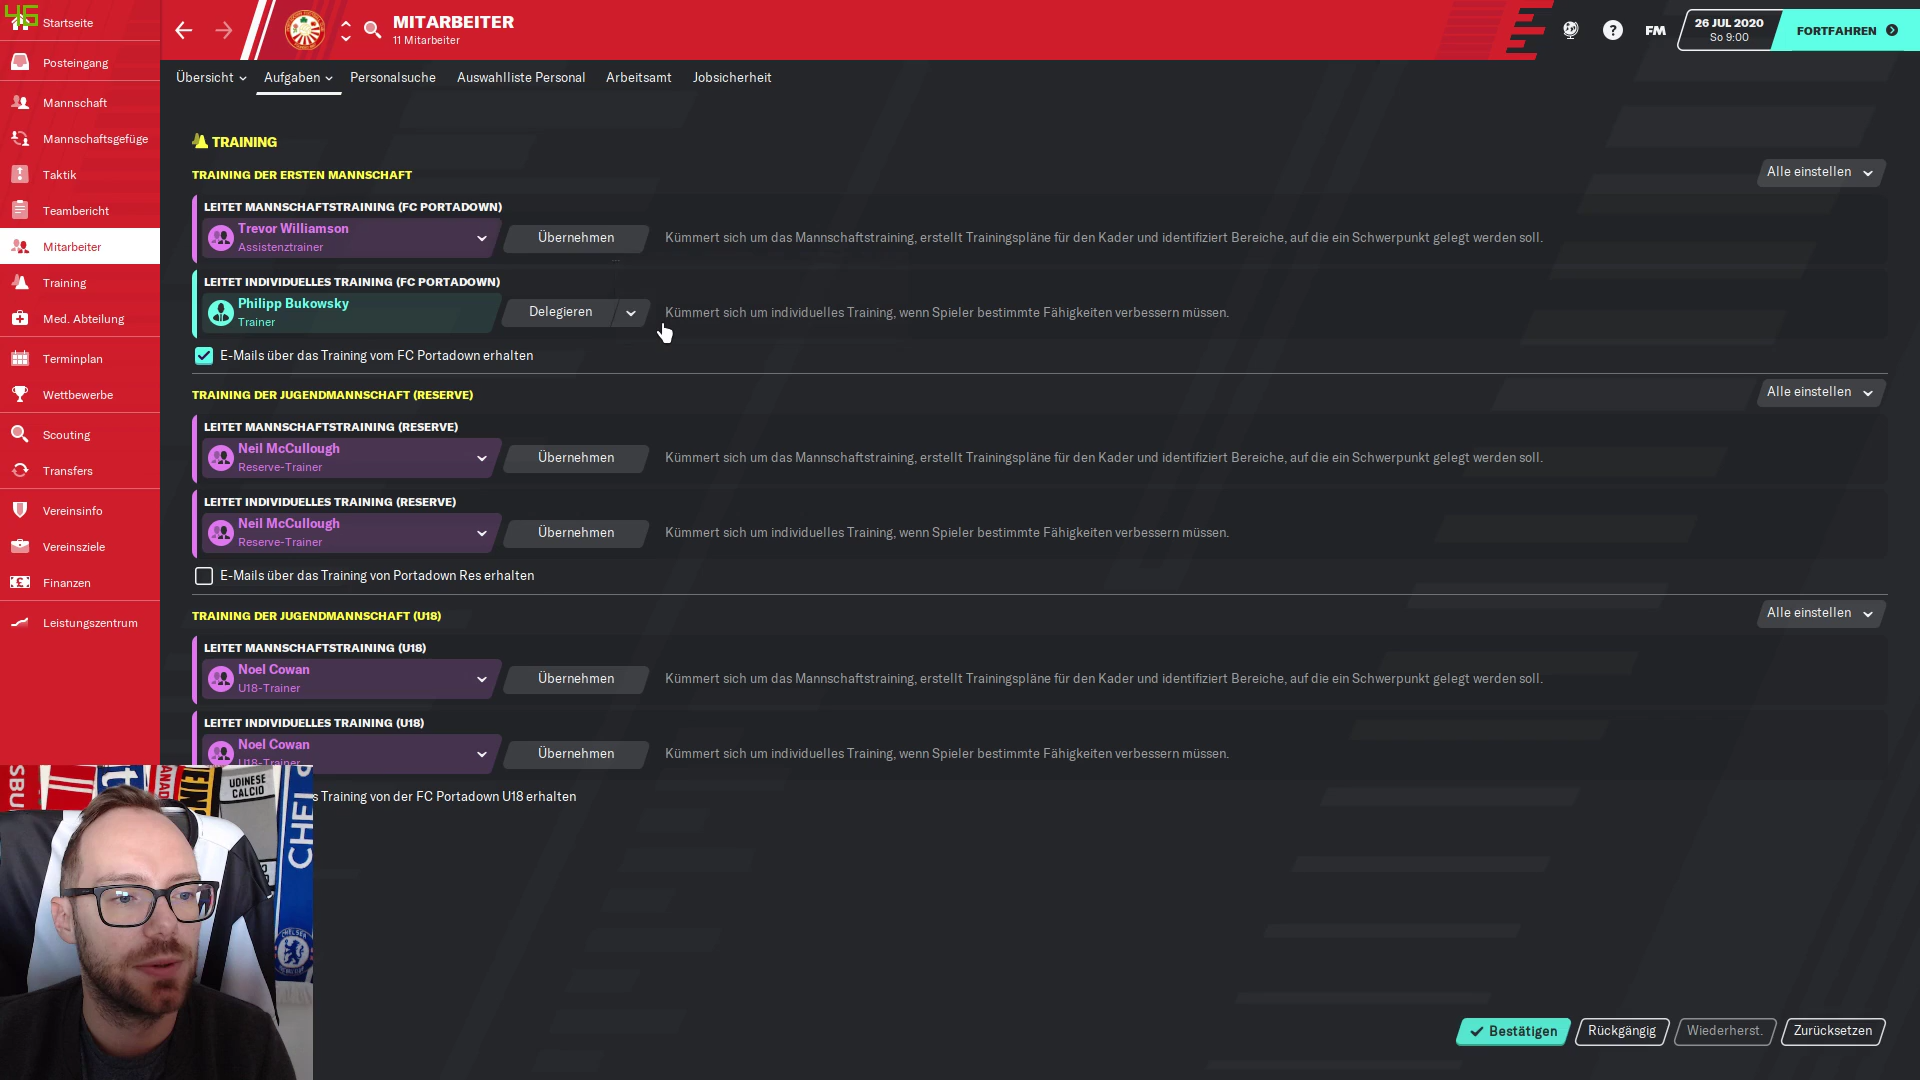 46
Startseite
Posteingang
Mannschaft
Mannschaftsgefüge
Taktik
Teambericht
Mitarbeiter
Training
Med. Abteilung
Terminplan
Wettbewerbe
Scouting
Transfers
Vereinsinfo
Vereinsziele
Finanzen
Leistungszentrum
MITARBEITER
11 Mitarbeiter
? FM
26 JUL 2020
So 9:00
FORTFAHREN
Übersicht Aufgaben Personalsuche Auswahlliste Personal Arbeitsamt Jobsicherheit
TRAINING
TRAINING DER ERSTEN MANNSCHAFT
Alle einstellen
LEITET MANNSCHAFTSTRAINING (FC PORTADOWN)
Trevor Williamson
Assistenztrainer
Übernehmen
Kümmert sich um das Mannschaftstraining, erstellt Trainingspläne für den Kader und identifiziert Bereiche, auf die ein Schwerpunkt gelegt werden soll.
LEITET INDIVIDUELLES TRAINING (FC PORTADOWN)
Philipp Bukowsky
Trainer
Delegieren
Kümmert sich um individuelles Training, wenn Spieler bestimmte Fähigkeiten verbessern müssen.
E-Mails über das Training vom FC Portadown erhalten
TRAINING DER JUGENDMANNSCHAFT (RESERVE)
Alle einstellen
LEITET MANNSCHAFTSTRAINING (RESERVE)
Neil McCullough
Reserve-Trainer
Übernehmen
Kümmert sich um das Mannschaftstraining, erstellt Trainingspläne für den Kader und identifiziert Bereiche, auf die ein Schwerpunkt gelegt werden soll.
LEITET INDIVIDUELLES TRAINING (RESERVE)
Neil McCullough
Reserve-Trainer
Übernehmen
Kümmert sich um individuelles Training, wenn Spieler bestimmte Fähigkeiten verbessern müssen.
E-Mails über das Training von Portadown Res erhalten
TRAINING DER JUGENDMANNSCHAFT (U18)
Alle einstellen
LEITET MANNSCHAFTSTRAINING (U18)
Noel Cowan
U18-Trainer
Übernehmen
Kümmert sich um das Mannschaftstraining, erstellt Trainingspläne für den Kader und identifiziert Bereiche, auf die ein Schwerpunkt gelegt werden soll.
LEITET INDIVIDUELLES TRAINING (U18)
Noel Cowan
U18-Trainer
Übernehmen
Kümmert sich um individuelles Training, wenn Spieler bestimmte Fähigkeiten verbessern müssen.
s Training von der FC Portadown U18 erhalten
UDINESE
CALCIO
CHEL
Bestätigen
Rückgängig
Wiederherst.
Zurücksetzen